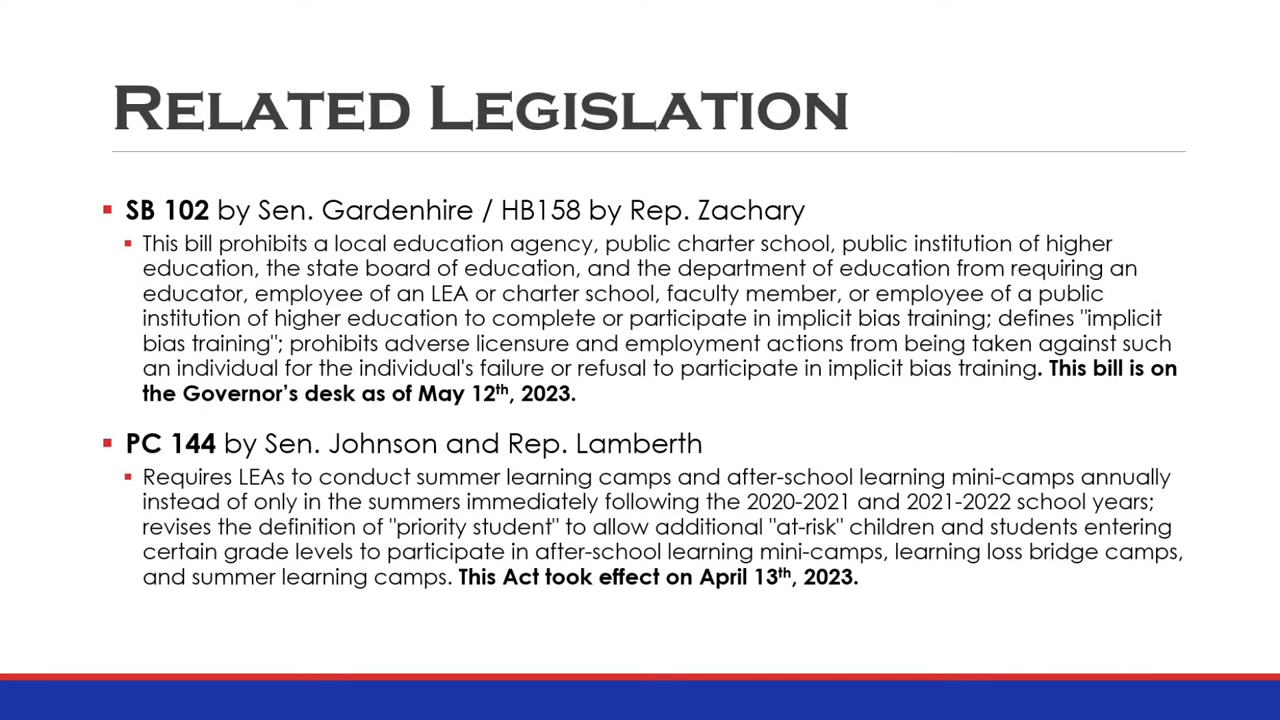 RELATED LEGISLATION
▪ SB 102 by Sen. Gardenhire / HB158 by Rep. Zachary
▪ This bill prohibits a local education agency, public charter school, public institution of higher
education, the state board of education, and the department of education from requiring an
educator, employee of an LEA or charter school, faculty member, or employee of a public
institution of higher education to complete or participate in implicit bias training; defines "implicit
bias training"; prohibits adverse licensure and employment actions from being taken against such
an individual for the individual's failure or refusal to participate in implicit bias training. This bill is on
the Governor’s desk as of May 12th, 2023.
▪ PC 144 by Sen. Johnson and Rep. Lamberth
▪ Requires LEAs to conduct summer learning camps and after-school learning mini-camps annually
instead of only in the summers immediately following the 2020-2021 and 2021-2022 school years;
revises the definition of "priority student" to allow additional "at-risk" children and students entering
certain grade levels to participate in after-school learning mini-camps, learning loss bridge camps,
and summer learning camps. This Act took effect on April 13th, 2023.